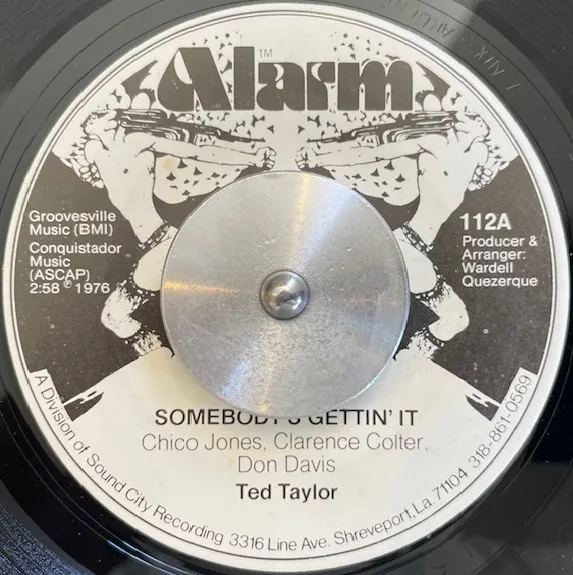 Alarm™
Groovesville
Music (BMI)
Conquistador
Music
(ASCAP)
2:58 ℗ 1976
112A
Producer &
Arranger:
Wardell
Quezerque
SOMEBODY'S GETTIN' IT
Chico Jones, Clarence Colter,
Don Davis
Ted Taylor
A Division of Sound City Recording 3316 Line Ave. Shreveport, La. 71104 318-861-0569